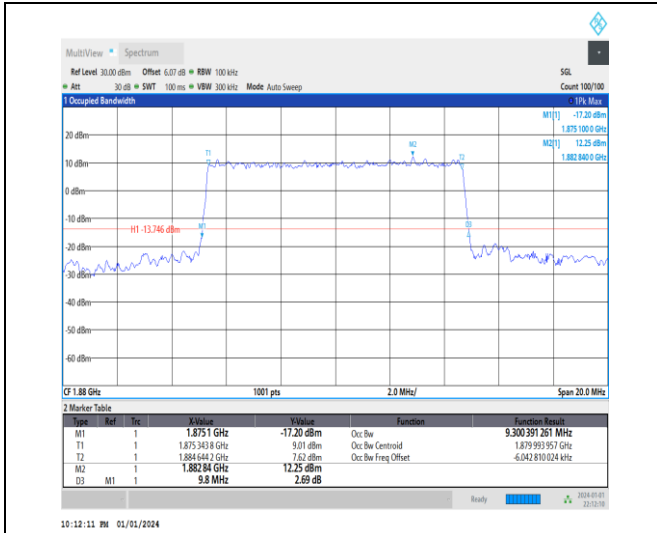 MultiView Spectrum
Ref Level 30.00 dBm Offset 6.07 dB RBW 100 kHz SGL
Att 30 dB SWT 100 ms VBW 300 kHz Mode Auto Sweep Count 100/100
1 Occupied Bandwidth 1Pk Max
M1[1] -17.20 dBm
1.875 100 0 GHz
M2[1] 12.25 dBm
1.882 840 0 GHz
20 dBm
T1 M2 T2
10 dBm
0 dBm
-10 dBm
H1 -13.746 dBm M1 D3
-20 dBm
-30 dBm
-40 dBm
-50 dBm
-60 dBm
CF 1.88 GHz 1001 pts 2.0 MHz/ Span 20.0 MHz
2 Marker Table
Type Ref Trc X-Value Y-Value Function Function Result
M1 1 1.8751 GHz -17.20 dBm Occ Bw 9.300 391 261 MHz
T1 1 1.875 343 8 GHz 9.01 dBm Occ Bw Centroid 1.879 993 957 GHz
T2 1 1.884 644 2 GHz 7.62 dBm Occ Bw Freq Offset -6.042 810 024 kHz
M2 1 1.882 84 GHz 12.25 dBm
D3 M1 1 9.8 MHz 2.69 dB
Ready 2024-01-01
22:12:10
10:12:11 PM 01/01/2024